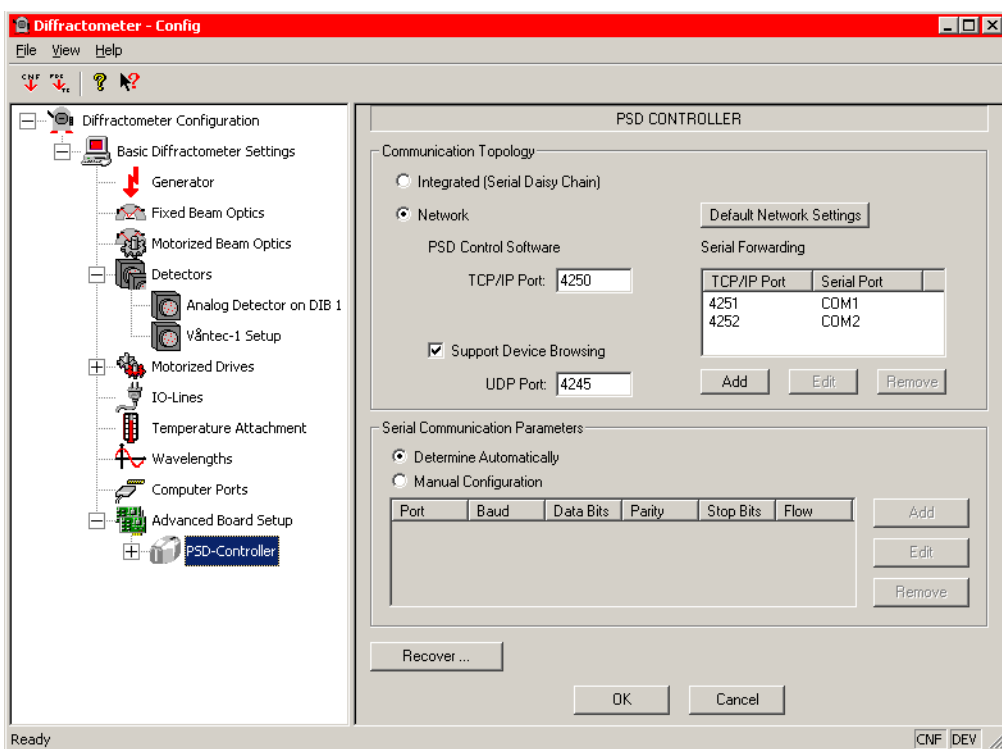 Diffractometer - Config
File View Help
CNF
Diffractometer Configuration
Basic Diffractometer Settings
Generator
Fixed Beam Optics
Motorized Beam Optics
Detectors
Analog Detector on DIB 1
Våntec-1 Setup
Motorized Drives
IO-Lines
Temperature Attachment
Wavelengths
Computer Ports
Advanced Board Setup
PSD-Controller
PSD CONTROLLER
Communication Topology
Integrated (Serial Daisy Chain)
Network
Default Network Settings
PSD Control Software
Serial Forwarding
TCP/IP Port: 4250
TCP/IP Port Serial Port
4251 COM1
4252 COM2
Support Device Browsing
UDP Port: 4245
Add Edit Remove
Serial Communication Parameters
Determine Automatically
Manual Configuration
Port Baud Data Bits Parity Stop Bits Flow
Add
Edit
Remove
Recover ...
OK Cancel
Ready
CNF DEV